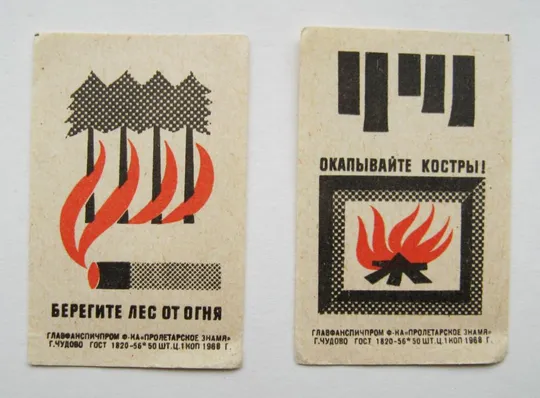 БЕРЕГИТЕ ЛЕС ОТ ОГНЯ
ГЛАВФАНСПИЧПРОМ Ф-КА«ПРОЛЕТАРСКОЕ ЗНАМЯ»
Г.ЧУДОВО ГОСТ 1820-56* 50 ШТ.Ц.1 КОП 1968 Г.
ОКАПЫВАЙТЕ КОСТРЫ!
ГЛАВФАНСПИЧПРОМ Ф-КА«ПРОЛЕТАРСКОЕ ЗНАМЯ»
Г.ЧУДОВО ГОСТ 1820-56* 50 ШТ.Ц.1 КОП 1968 Г.